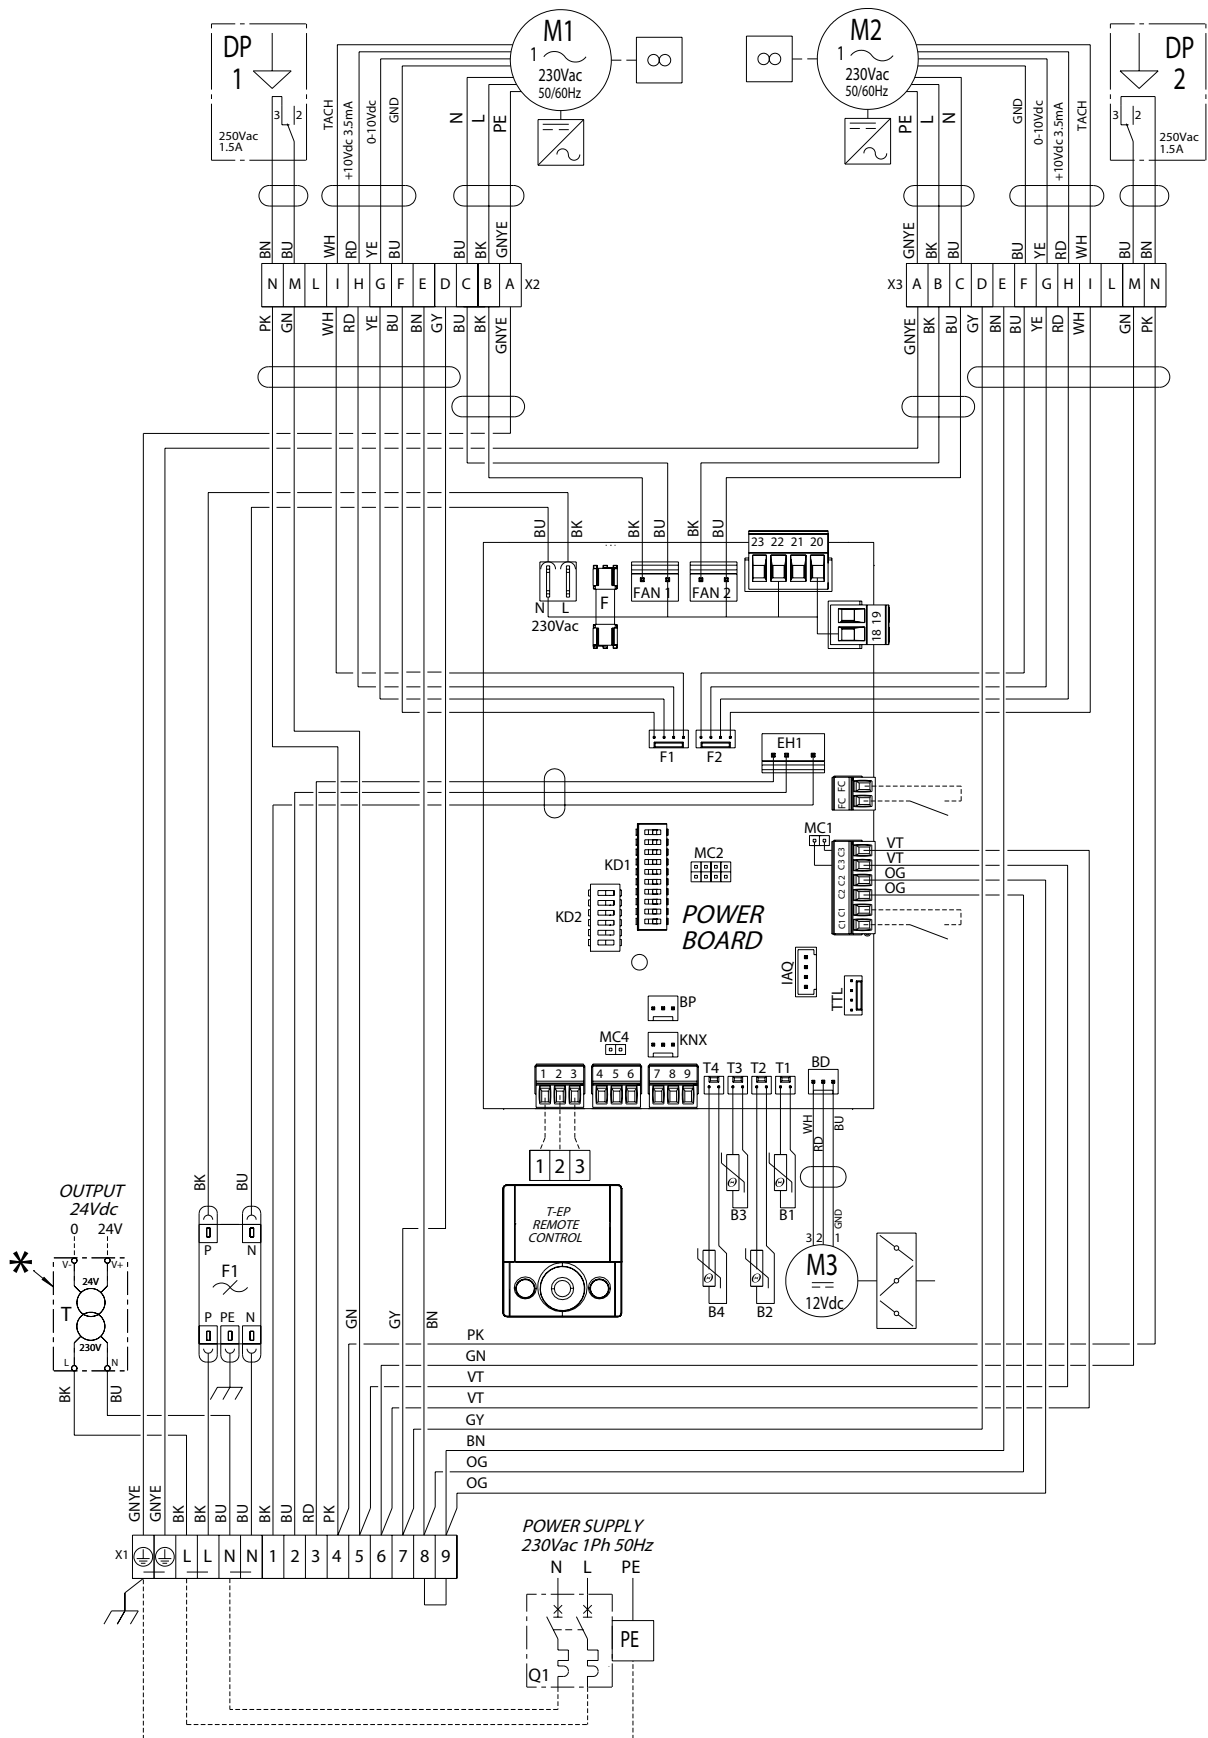 DP
1
3 2
250Vac
1.5A
TACH
+10Vdc 3.5mA
0-10Vdc
GND
N
L
PE
M1
1
230Vac
50/60Hz
M2
1
230Vac
50/60Hz
PE
L
N
GND
0-10Vdc
+10Vdc 3.5mA
TACH
DP
2
3 2
250Vac
1.5A
BN BU WH RD YE BU BU BK GNYE
GNYE BK BU BU YE RD WH BU BN
N M L I H G F E D C B A X2
X3 A B C D E F G H I L M N
PK GN WH RD YE BU BN GY BU BK GNYE
GNYE BK BU GY BN BU YE RD WH GN PK
BU BK BK BU BK BU
23 22 21 20
N L
230Vac
F
FAN 1
FAN 2
18 19
F1 F2
EH1
FC FC
MC1
C3 C3 C2 C2 C1 C1
VT
VT
OG
OG
KD1
MC2
KD2
POWER
BOARD
IAQ
TTL
BP
MC4
KNX
1 2 3 4 5 6 7 8 9
T4 T3 T2 T1 BD
WH RD BU
1 2 3
T-EP
REMOTE
CONTROL
B3 B1
B4 B2
3 2 1 GND
M3
12Vdc
OUTPUT
24Vdc
0 24V
*
V- V+
24V
T
230V
L N
BK BU
BK BU
P N
F1
P PE N
GN GY BN
PK
GN
VT
VT
GY
BN
OG
OG
GNYE GNYE BK BK BU BU BK BU RD PK
X1 L L N N 1 2 3 4 5 6 7 8 9
POWER SUPPLY
230Vac 1Ph 50Hz
N L PE
Q1
PE